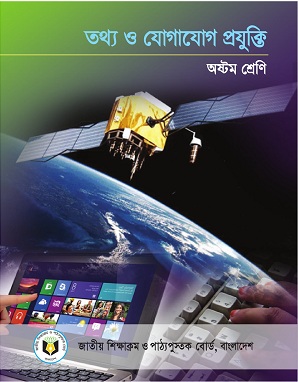 তথ্য ও যোগাযোগ প্রযুক্তি
অষ্টম শ্রেণি
জাতীয় শিক্ষাক্রম ও পাঠ্যপুস্তক বোর্ড, বাংলাদেশ